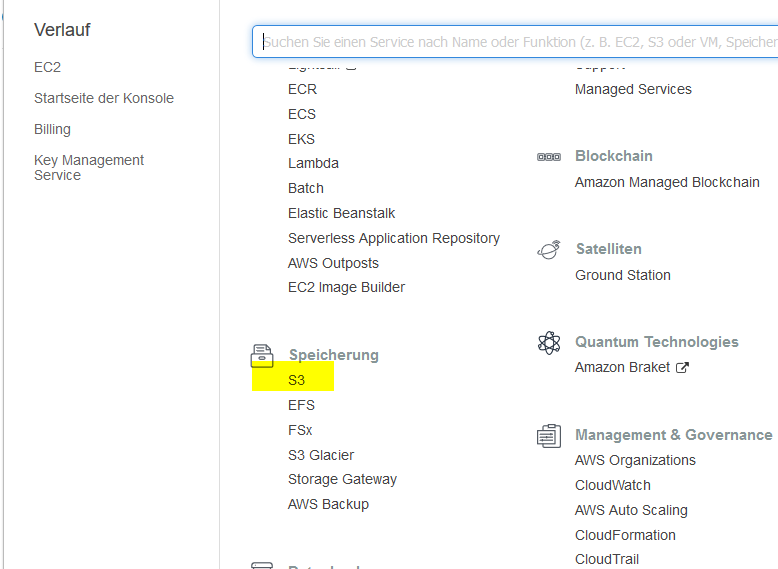 Verlauf
EC2
Startseite der Konsole
Billing
Key Management
Service
Suchen Sie einen Service nach Name oder Funktion (z. B. EC2, S3 oder VM, Speicher
ECR
ECS
EKS
Lambda
Batch
Elastic Beanstalk
Serverless Application Repository
AWS Outposts
EC2 Image Builder
Speicherung
S3
EFS
FSx
S3 Glacier
Storage Gateway
AWS Backup
Support
Managed Services
Blockchain
Amazon Managed Blockchain
Satelliten
Ground Station
Quantum Technologies
Amazon Braket
Management & Governance
AWS Organizations
CloudWatch
AWS Auto Scaling
CloudFormation
CloudTrail